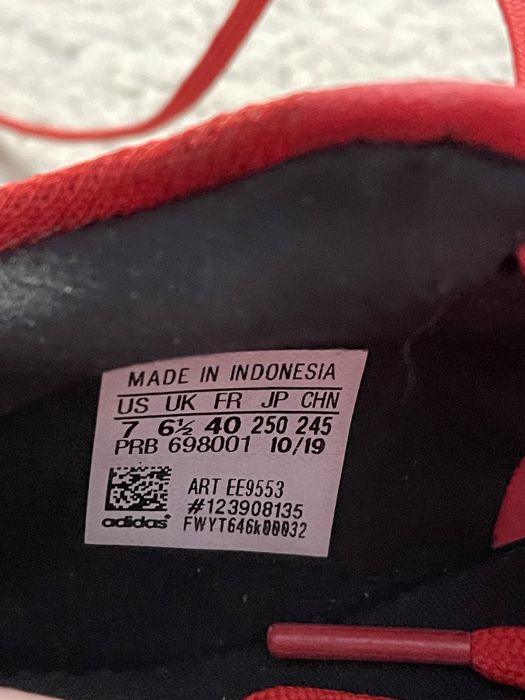 MADE IN INDONESIA
US UK FR JP CHN
7 6½ 40 250 245
PRB 698001 10/19
ART EE9553
#123908135
adidas FWYT646k00032